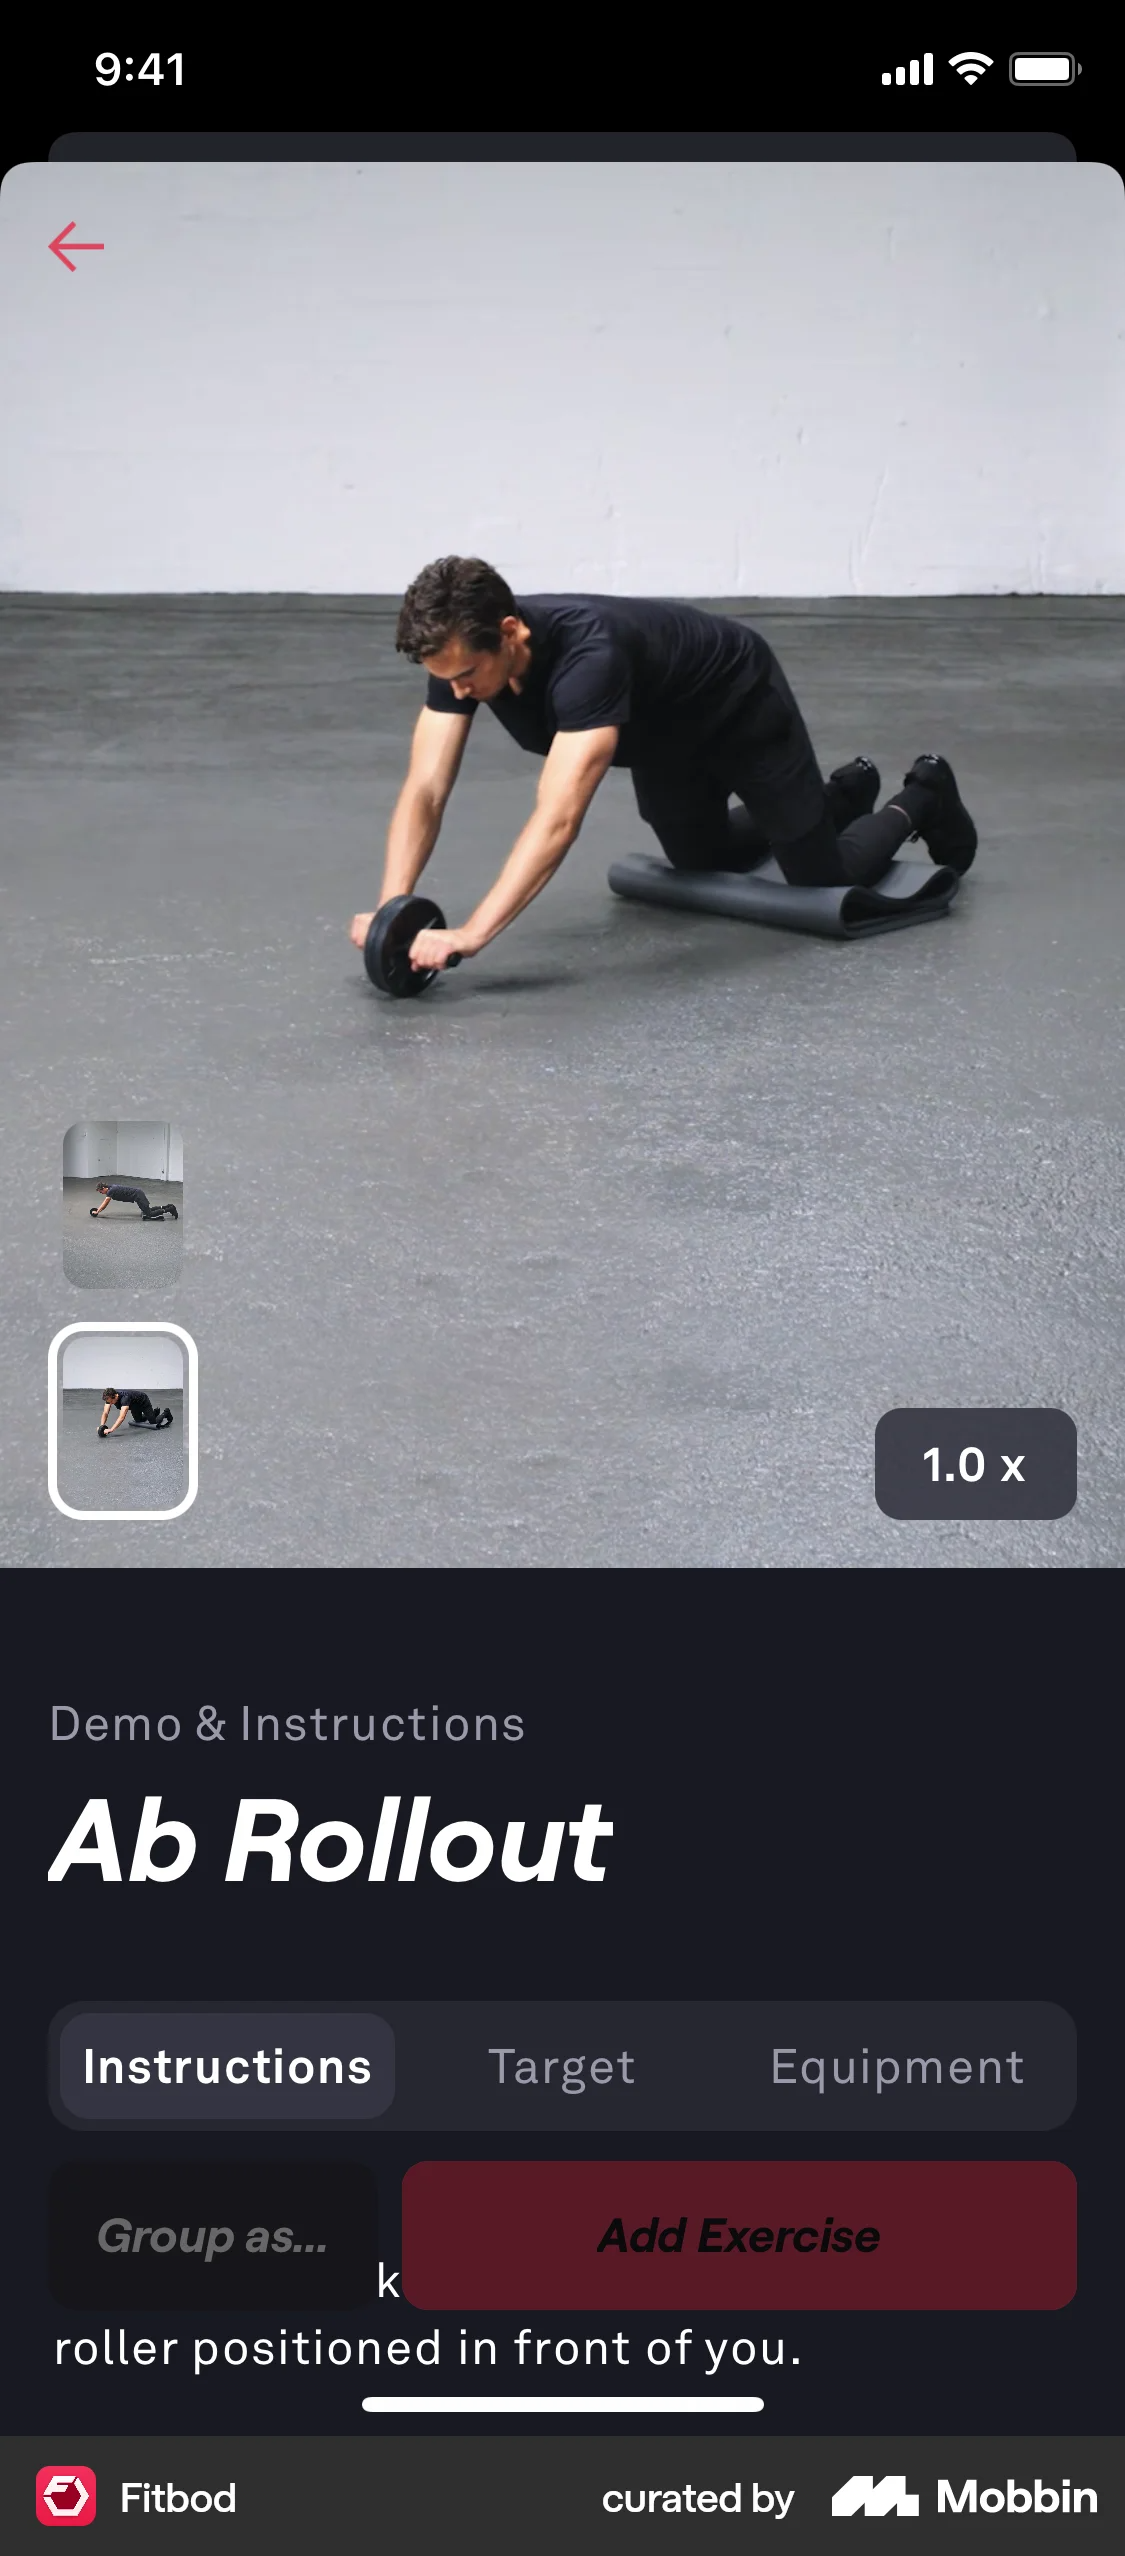 9:41
1.0 x
Demo & Instructions
Ab Rollout
Instructions Target Equipment
Group as... Add Exercise
k
roller positioned in front of you.
Fitbod curated by Mobbin